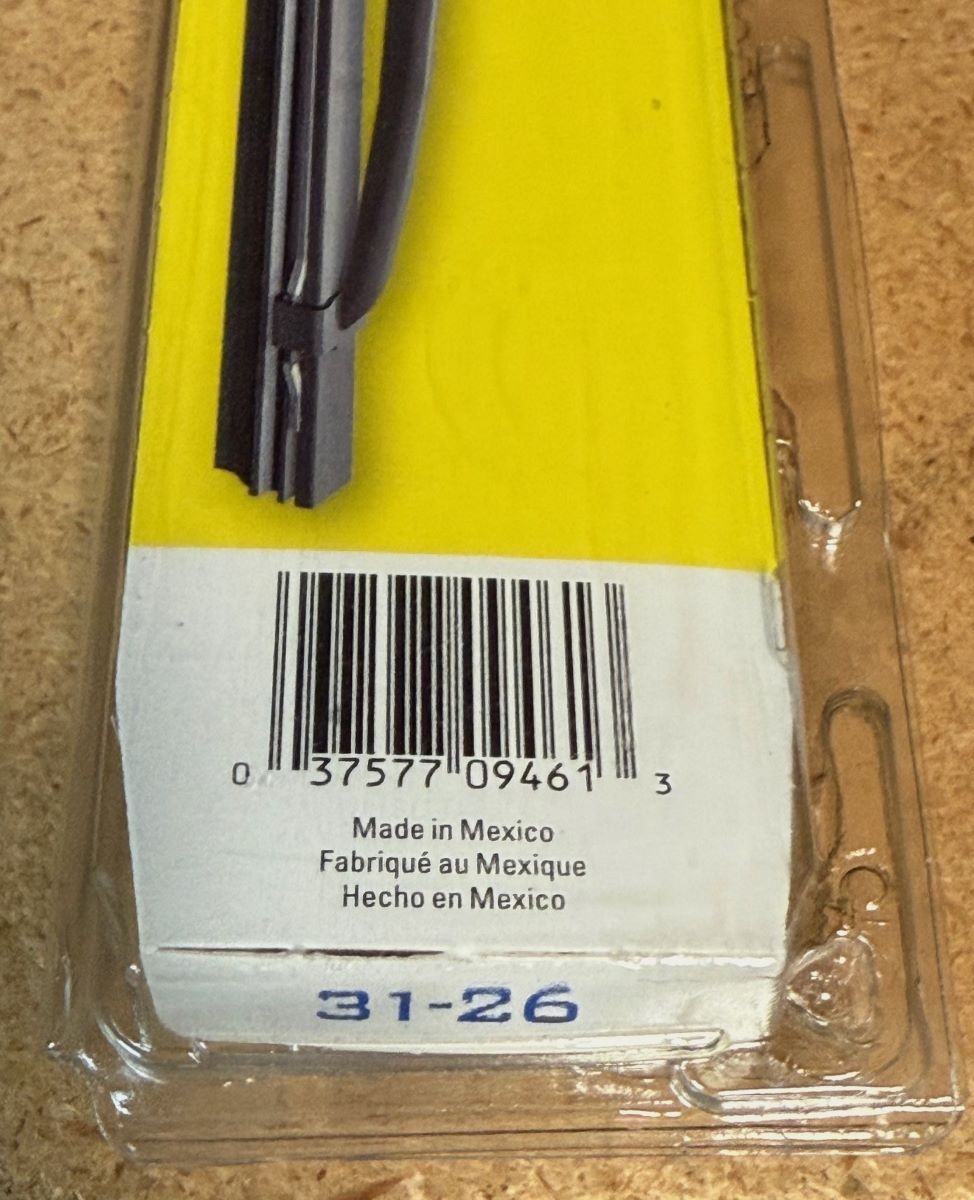 0 37577 09461 3
Made in Mexico
Fabriqué au Mexique
Hecho en Mexico
31-26